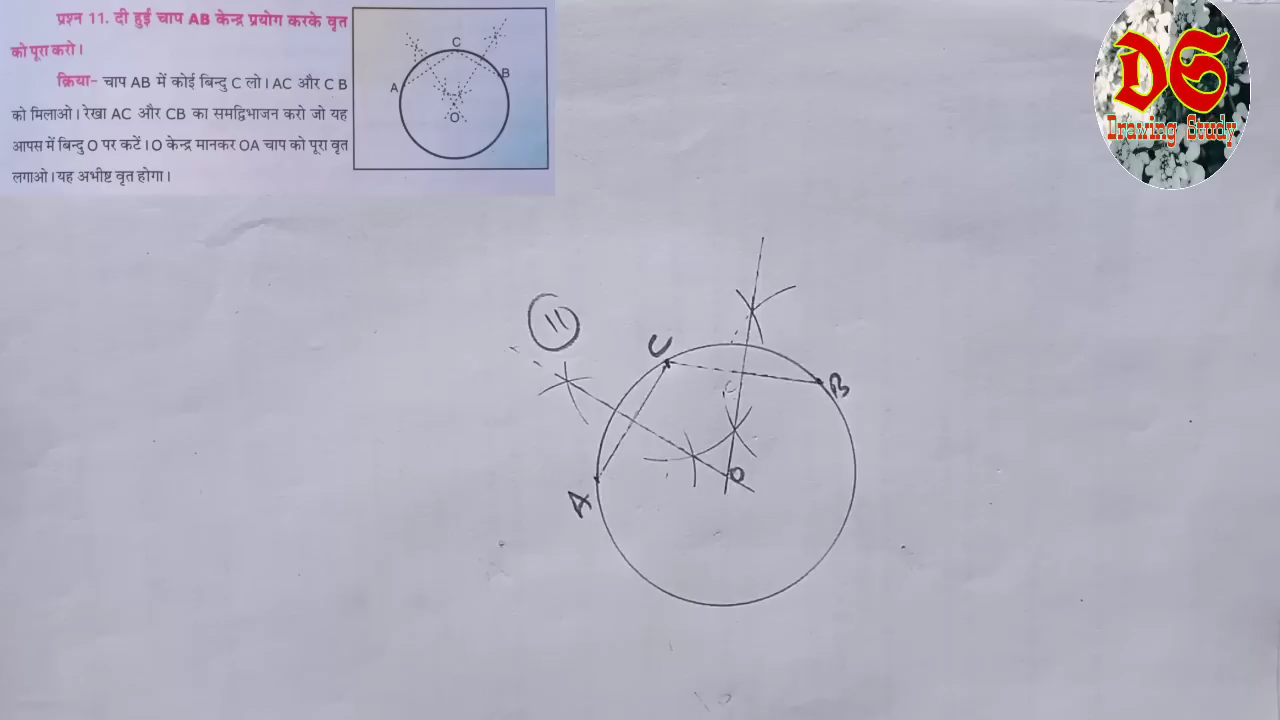 प्रश्न 11. दी हुई चाप AB केन्द्र प्रयोग करके वृत
को पूरा करो।
क्रिया- चाप AB में कोई बिन्दु C लो। AC और C B
को मिलाओ। रेखा AC और CB का समद्विभाजन करो जो यह
आपस में बिन्दु O पर कटें। O केन्द्र मानकर OA चाप को पूरा वृत
लगाओ। यह अभीष्ट वृत होगा।
C
A
B
O
DS
Drawing Study
11
C
B
A
O